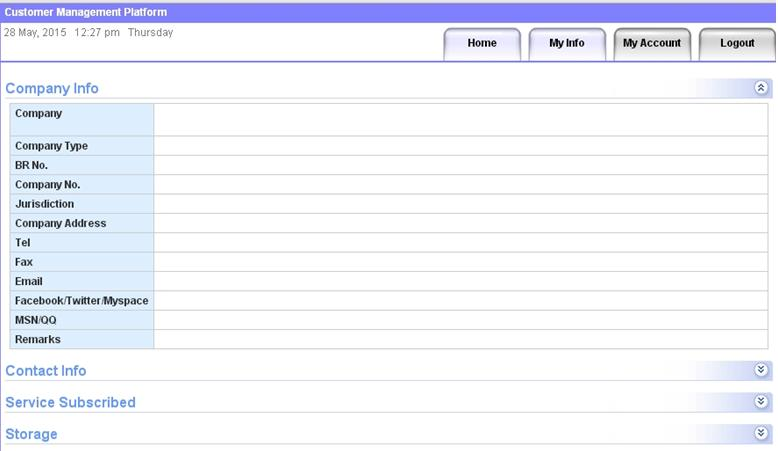 Customer Management Platform
28 May, 2015 12:27 pm Thursday
Home My Info My Account Logout
Company Info
Company
Company Type
BR No.
Company No.
Jurisdiction
Company Address
Tel
Fax
Email
Facebook/Twitter/Myspace
MSN/QQ
Remarks
Contact Info
Service Subscribed
Storage